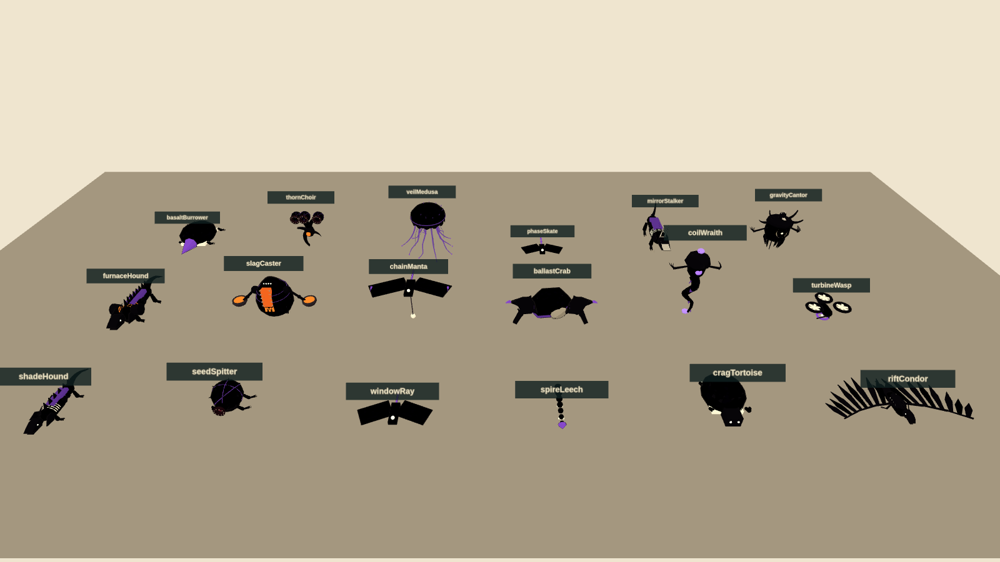 veilMedusa
gravityCantor
thornChoir
mirrorStalker
basaltBurrower
phaseSkate
coilWraith
slagCaster
chainManta
ballastCrab
furnaceHound
turbineWasp
seedSpitter
cragTortoise
shadeHound
riftCondor
spireLeech
windowRay